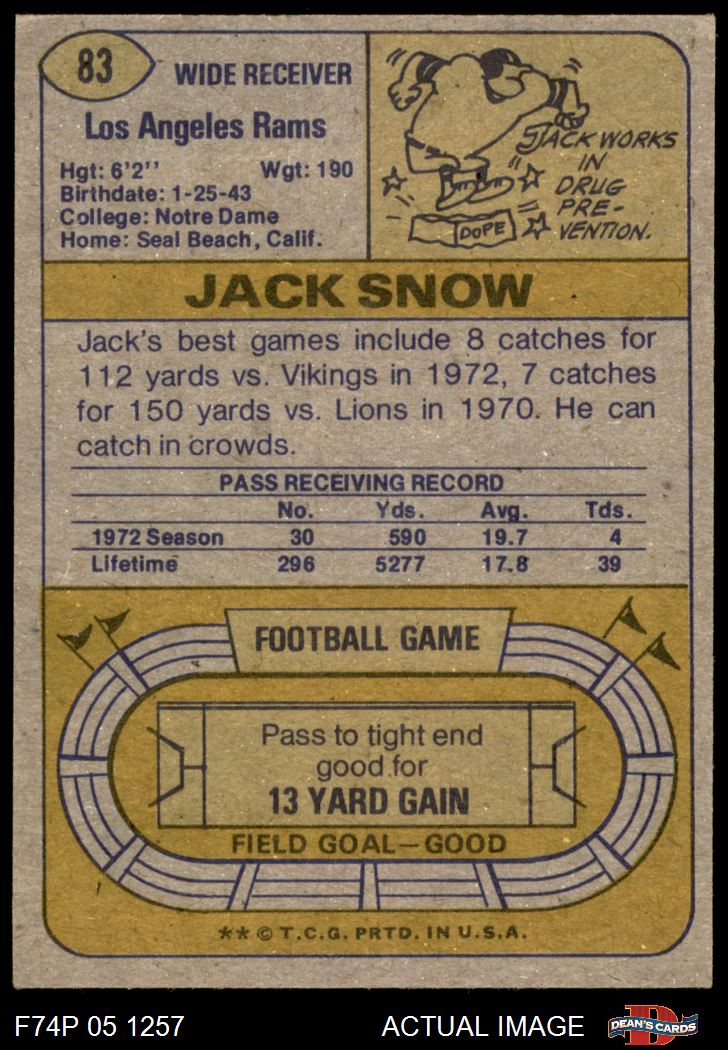 83
WIDE RECEIVER
Los Angeles Rams
Hgt: 6'2'' Wgt: 190
Birthdate: 1-25-43
College: Notre Dame
Home: Seal Beach, Calif.
JACK WORKS
IN
DRUG
PRE-
VENTION.
DOPE
JACK SNOW
Jack's best games include 8 catches for
112 yards vs. Vikings in 1972, 7 catches
for 150 yards vs. Lions in 1970. He can
catch in crowds.
PASS RECEIVING RECORD
No. Yds. Avg. Tds.
1972 Season 30 590 19.7 4
Lifetime 296 5277 17.8 39
FOOTBALL GAME
Pass to tight end
good for
13 YARD GAIN
FIELD GOAL—GOOD
** © T.C.G. PRTD. IN U.S.A.
F74P 05 1257 ACTUAL IMAGE
D
DEAN'S CARDS